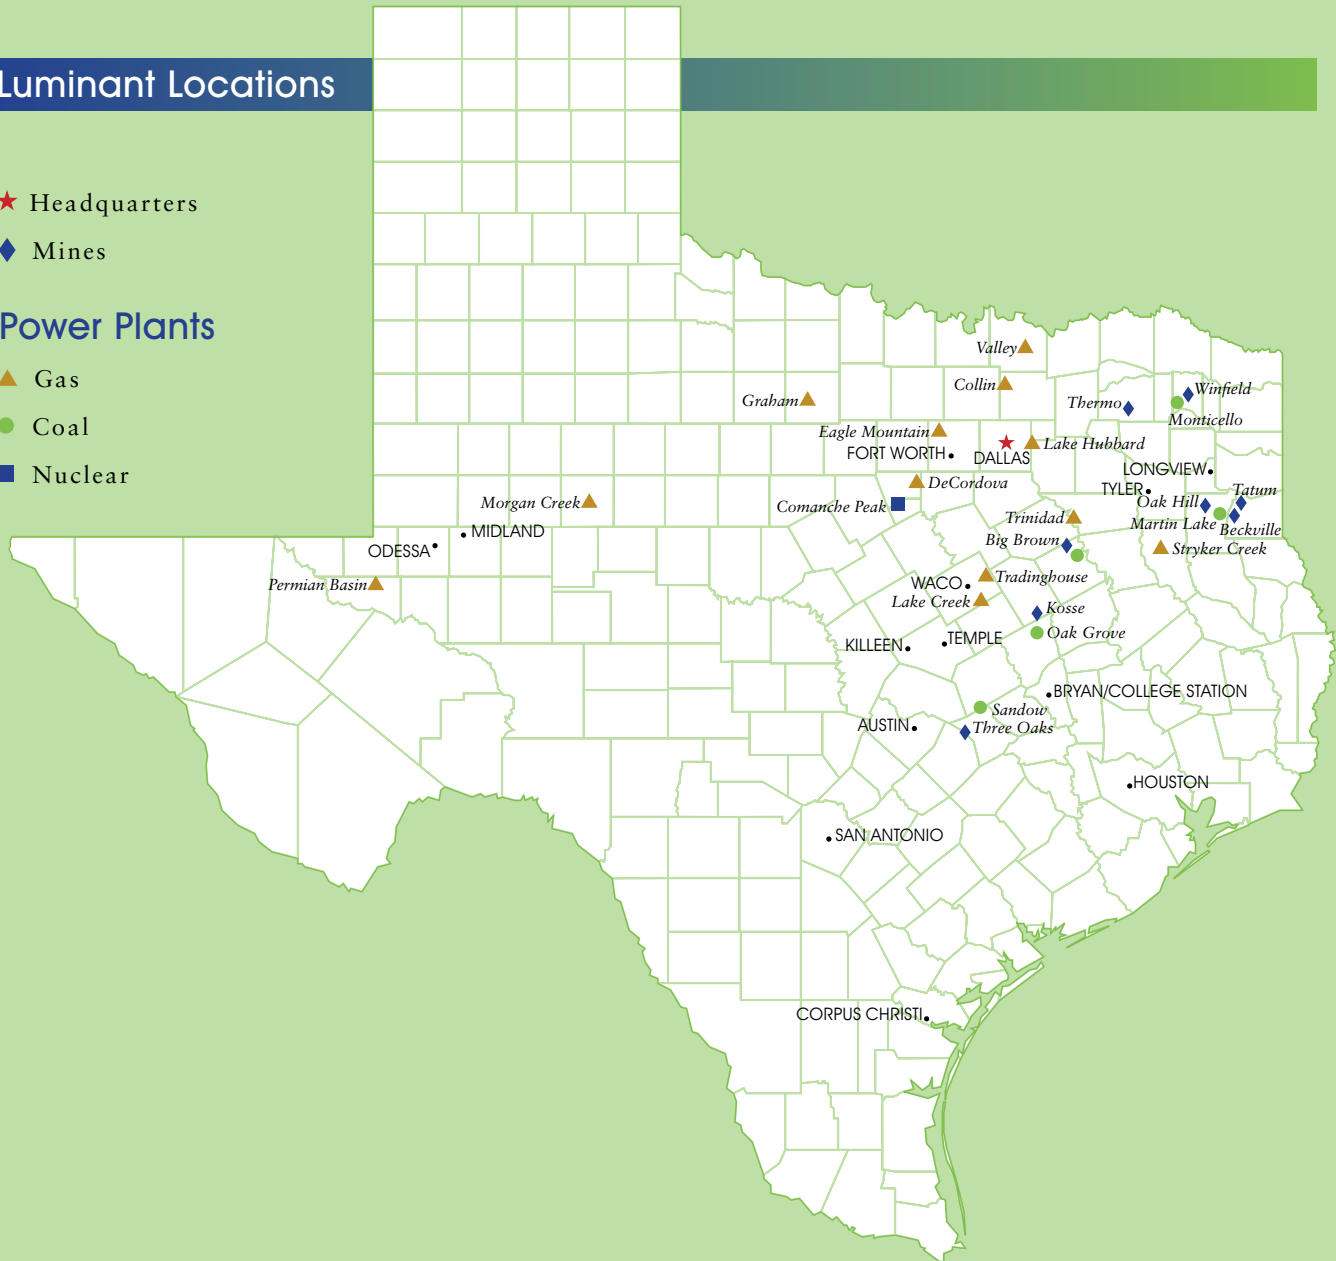 Luminant Locations
Headquarters
Mines
Power Plants
Gas
Coal
Nuclear
Valley
Collin
Winfield
Graham
Thermo
Monticello
Eagle Mountain
Lake Hubbard
FORT WORTH
DALLAS
LONGVIEW
DeCordova
TYLER
Tatum
Morgan Creek
Comanche Peak
Oak Hill
Trinidad
Martin Lake
Beckville
MIDLAND
Big Brown
ODESSA
Stryker Creek
Permian Basin
WACO
Tradinghouse
Lake Creek
Kosse
Oak Grove
KILLEEN
TEMPLE
BRYAN/COLLEGE STATION
Sandow
AUSTIN
Three Oaks
HOUSTON
SAN ANTONIO
CORPUS CHRISTI